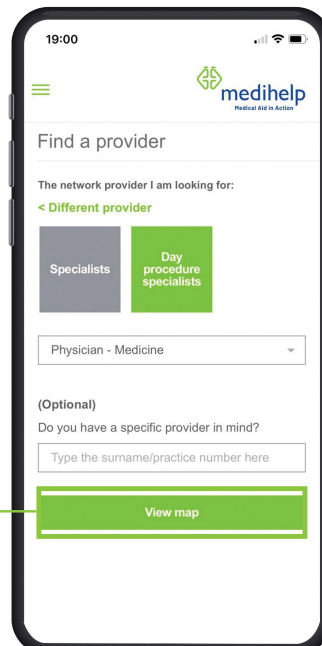 19:00
medihelp
Medical Aid in Action
Find a provider
The network provider I am looking for:
< Different provider
Specialists
Day
procedure
specialists
Physician - Medicine
(Optional)
Do you have a specific provider in mind?
Type the surname/practice number here
View map